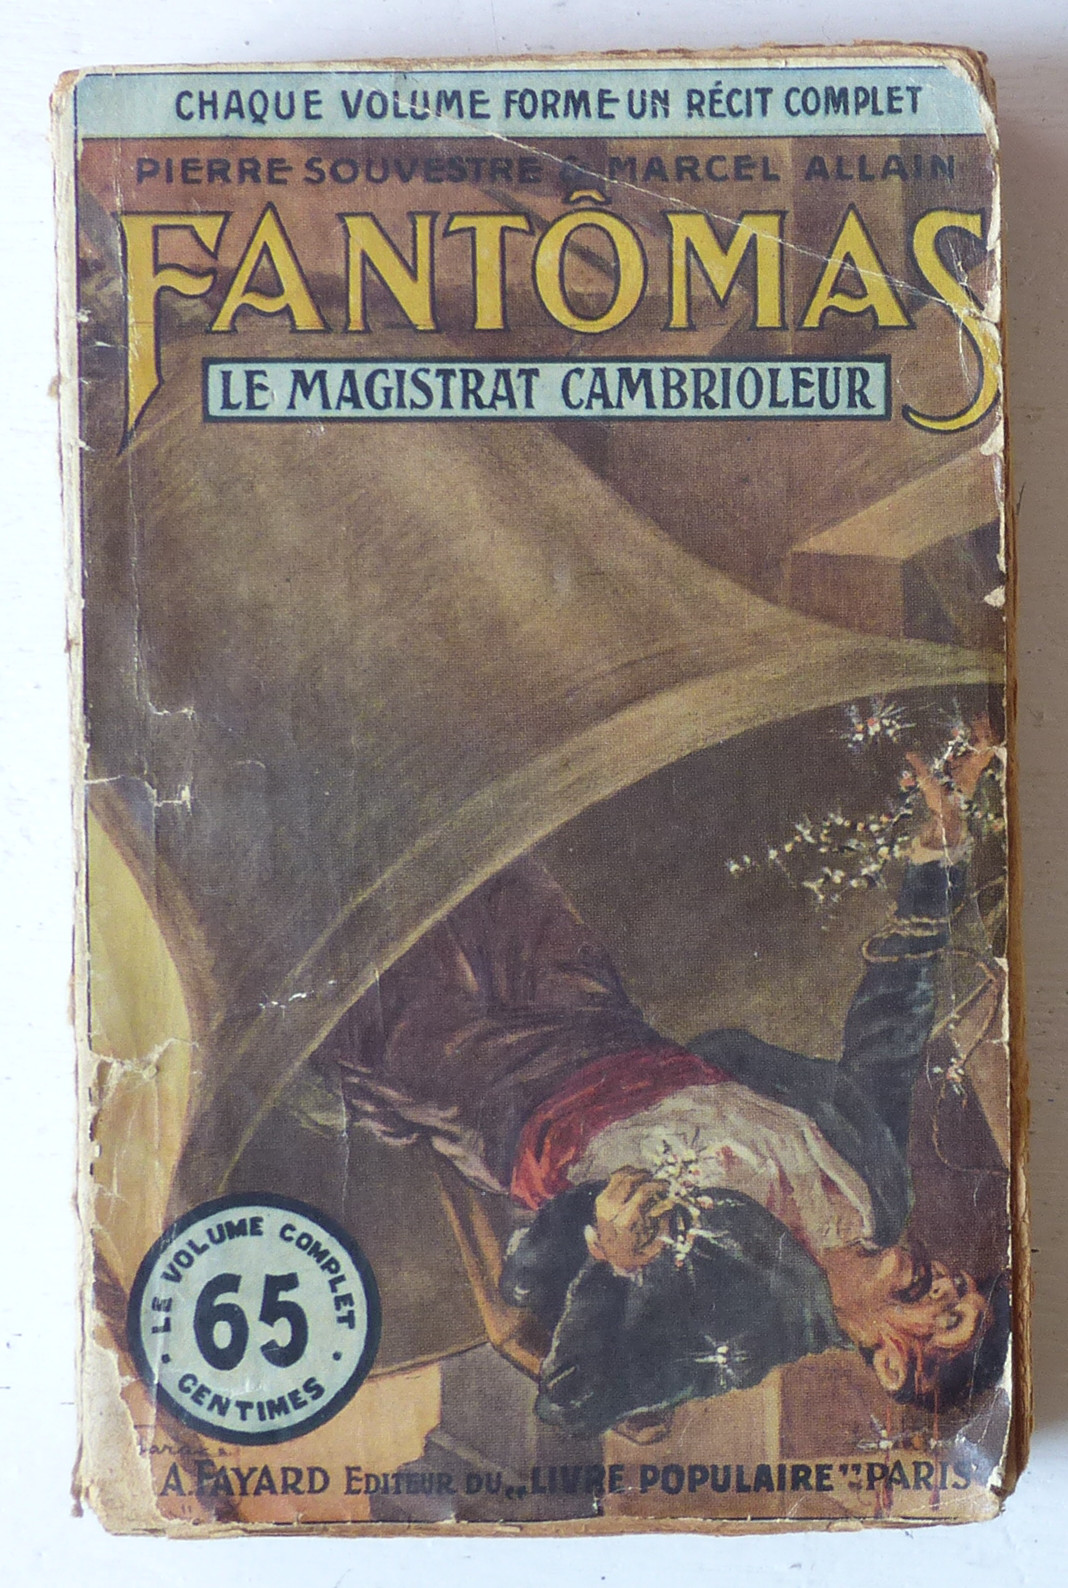 CHAQUE VOLUME FORME UN RÉCIT COMPLET
PIERRE SOUVESTRE & MARCEL ALLAIN
FANTÔMAS
LE MAGISTRAT CAMBRIOLEUR
LE VOLUME COMPLET
65
CENTIMES
A. FAYARD EDITEUR DU „LIVRE POPULAIRE” PARIS